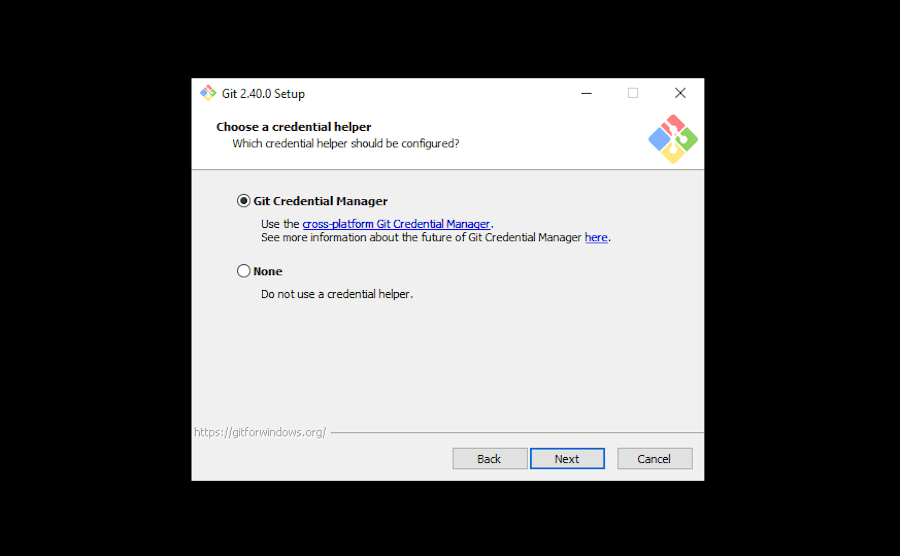 Git 2.40.0 Setup
Choose a credential helper
Which credential helper should be configured?
Git Credential Manager
Use the cross-platform Git Credential Manager.
See more information about the future of Git Credential Manager here.
None
Do not use a credential helper.
https://gitforwindows.org/
Back Next Cancel